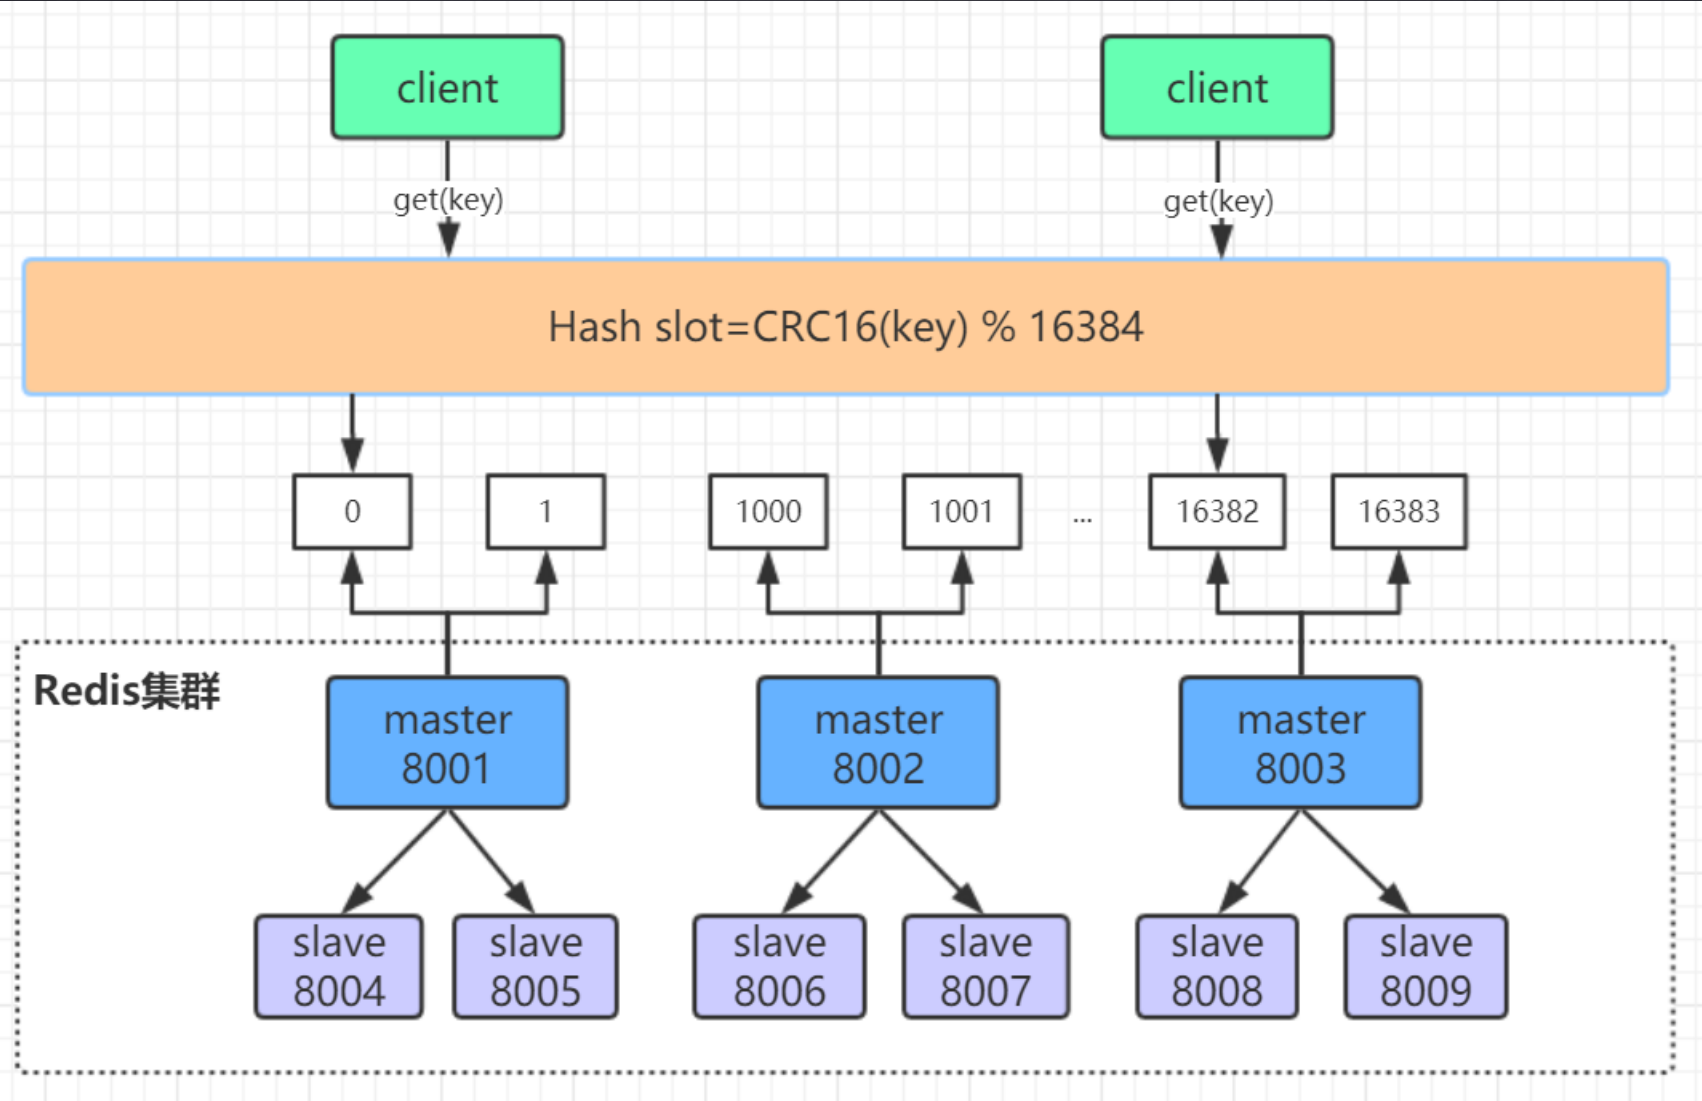 client
client
get(key)
get(key)
Hash slot=CRC16(key) % 16384
0
1
1000
1001
...
16382
16383
Redis集群
master
8001
master
8002
master
8003
slave
8004
slave
8005
slave
8006
slave
8007
slave
8008
slave
8009